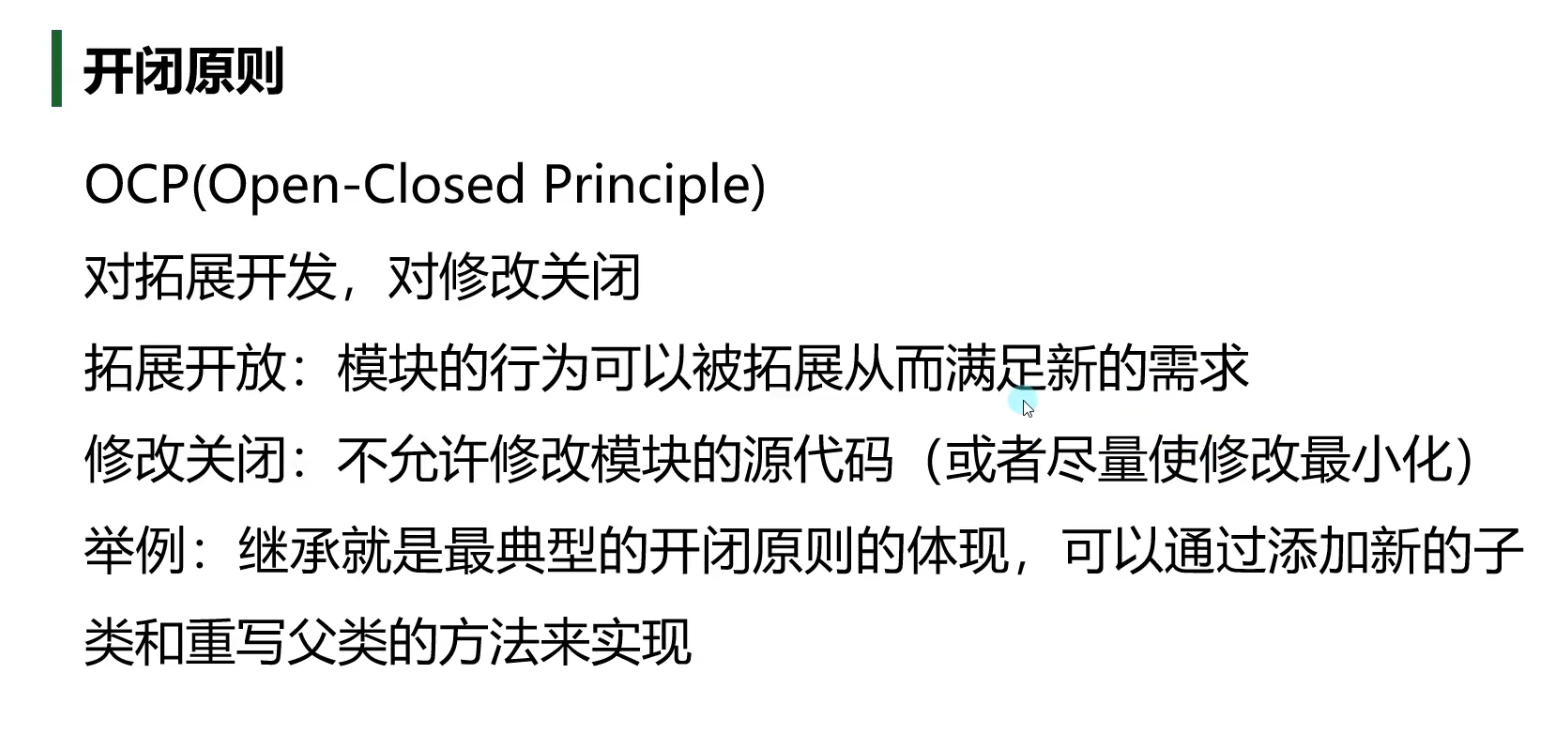 开闭原则
OCP(Open-Closed Principle)
对拓展开发，对修改关闭
拓展开放：模块的行为可以被拓展从而满足新的需求
修改关闭：不允许修改模块的源代码（或者尽量使修改最小化）
举例：继承就是最典型的开闭原则的体现，可以通过添加新的子
类和重写父类的方法来实现